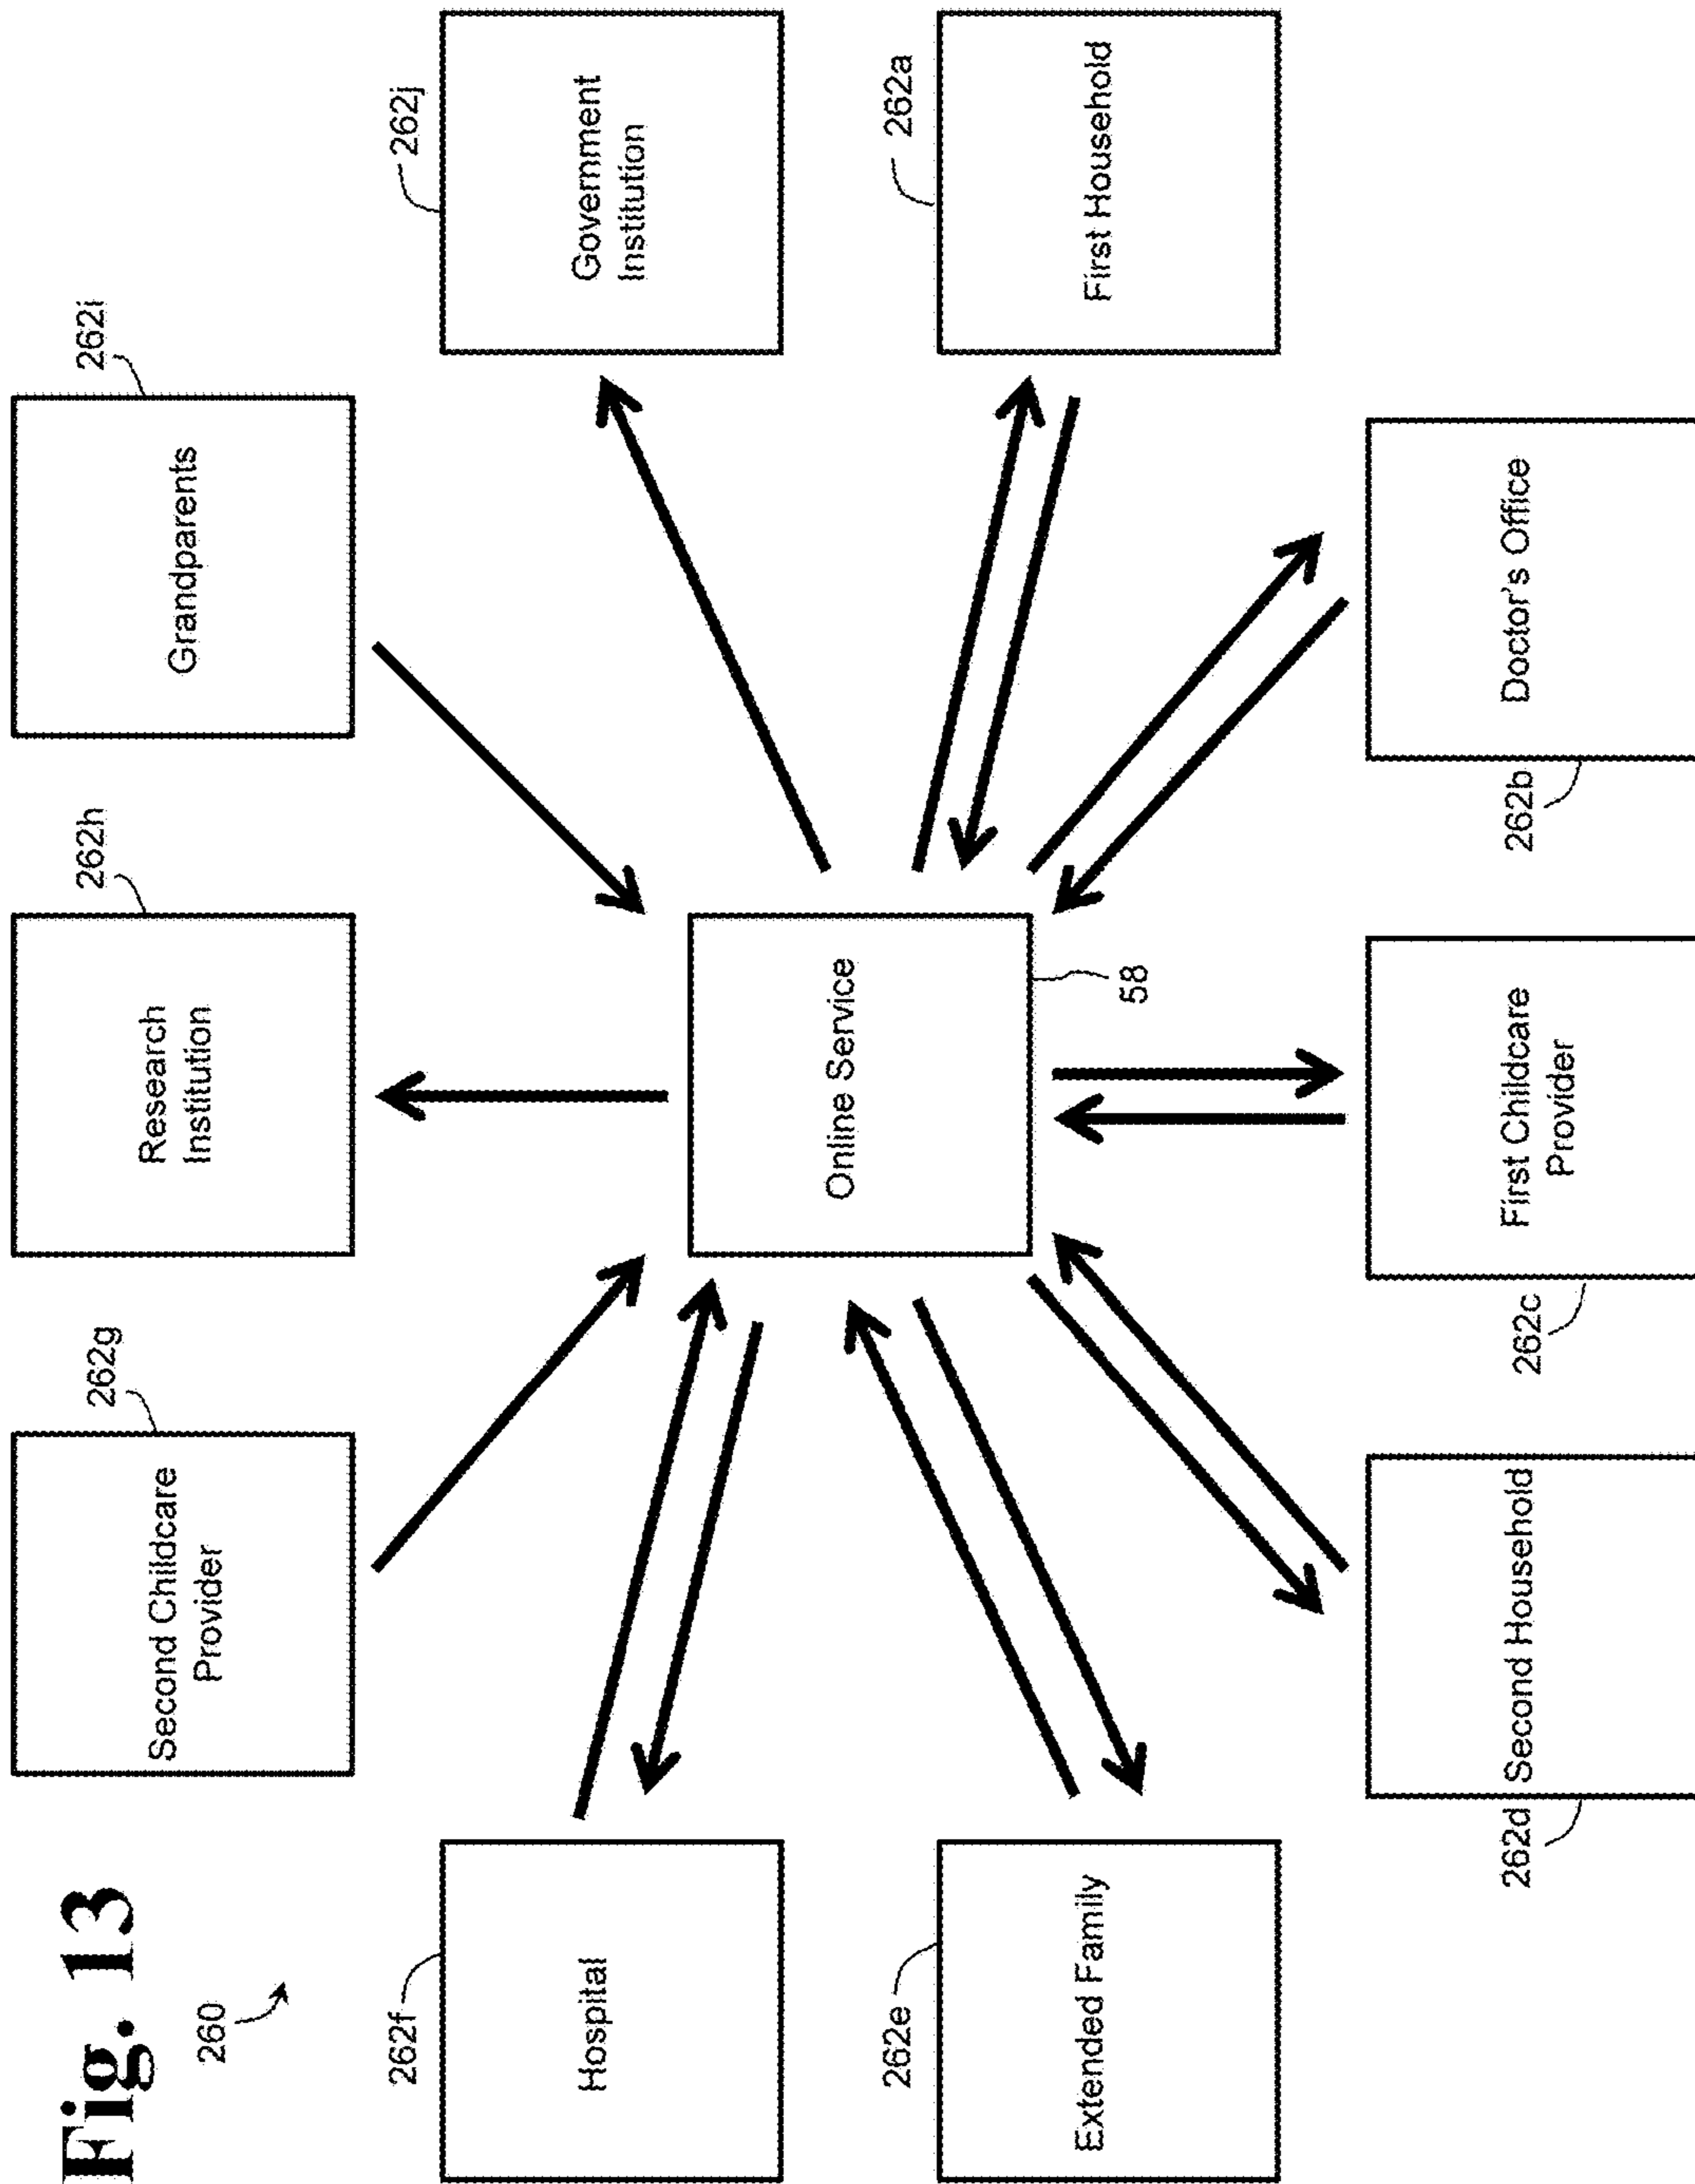 Fig. 13
260
262g
Second Childcare
Provider
262h
Research
Institution
262i
Grandparents
262f
Hospital
262j
Government
Institution
Online Service
58
262e
Extended Family
262a
First Household
262d
Second Household
262c
First Childcare
Provider
262b
Doctor's Office